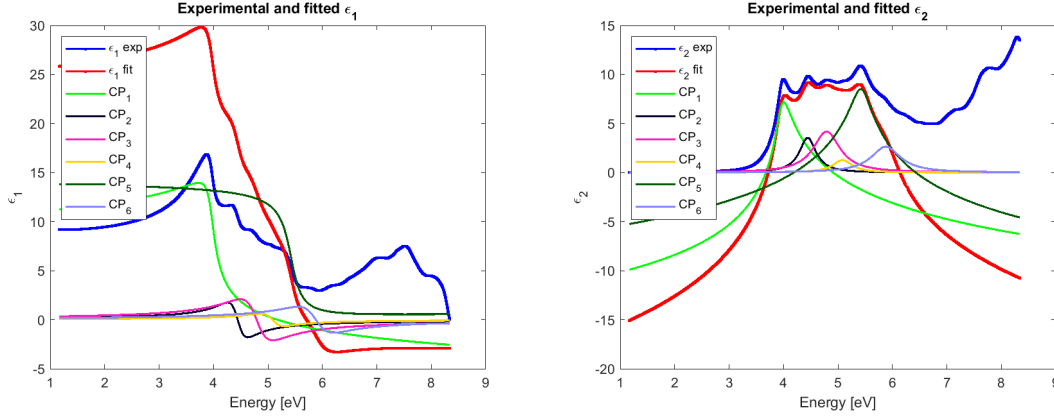 Experimental and fitted ϵ₁
30
25
20
15
10
5
0
-5
ϵ₁
ϵ₁ exp
ϵ₁ fit
CP₁
CP₂
CP₃
CP₄
CP₅
CP₆
1 2 3 4 5 6 7 8 9
Energy [eV]
Experimental and fitted ϵ₂
15
10
5
0
-5
-10
-15
-20
ϵ₂
ϵ₂ exp
ϵ₂ fit
CP₁
CP₂
CP₃
CP₄
CP₅
CP₆
1 2 3 4 5 6 7 8 9
Energy [eV]